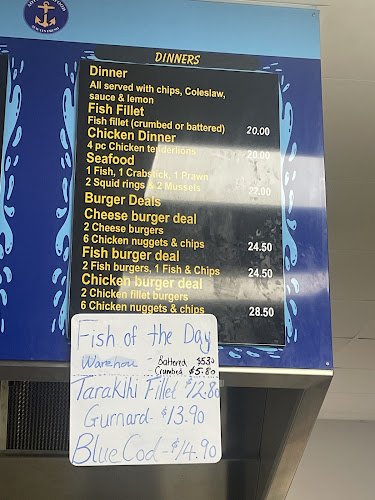 DINNERS
Dinner
All served with chips, Coleslaw,
sauce & lemon
Fish Fillet
Fish fillet (crumbed or battered) 20.00
Chicken Dinner
4 pc Chicken tenderlions 20.00
Seafood
1 Fish, 1 Crabstick, 1 Prawn
2 Squid rings & 2 Mussels 22.00
Burger Deals
Cheese burger deal
2 Cheese burgers
6 Chicken nuggets & chips 24.50
Fish burger deal
2 Fish burgers, 1 Fish & Chips 24.50
Chicken burger deal
2 Chicken fillet burgers
6 Chicken nuggets & chips 28.50
Fish of the Day
Warehou - Battered $5.30
Crumbed $5.80
Tarakihi Fillet $12.80
Gurnard - $13.90
Blue Cod - $14.90